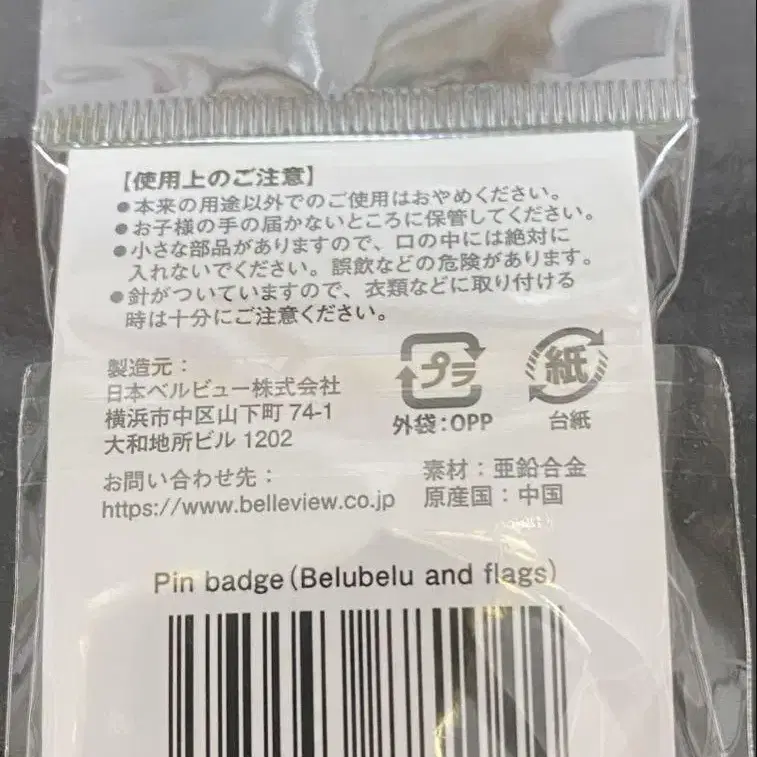 【使用上のご注意】
●本来の用途以外でのご使用はおやめください。
●お子様の手の届かないところに保管してください。
●小さな部品がありますので、口の中には絶対に
入れないでください。誤飲などの危険があります。
●針がついていますので、衣類などに取り付ける
時は十分にご注意ください。
製造元：
日本ベルビュー株式会社
横浜市中区山下町 74-1
大和地所ビル 1202
プラ
外袋：OPP
紙
台紙
お問い合わせ先：
https://www.belleview.co.jp
素材：亜鉛合金
原産国：中国
Pin badge(Belubelu and flags)